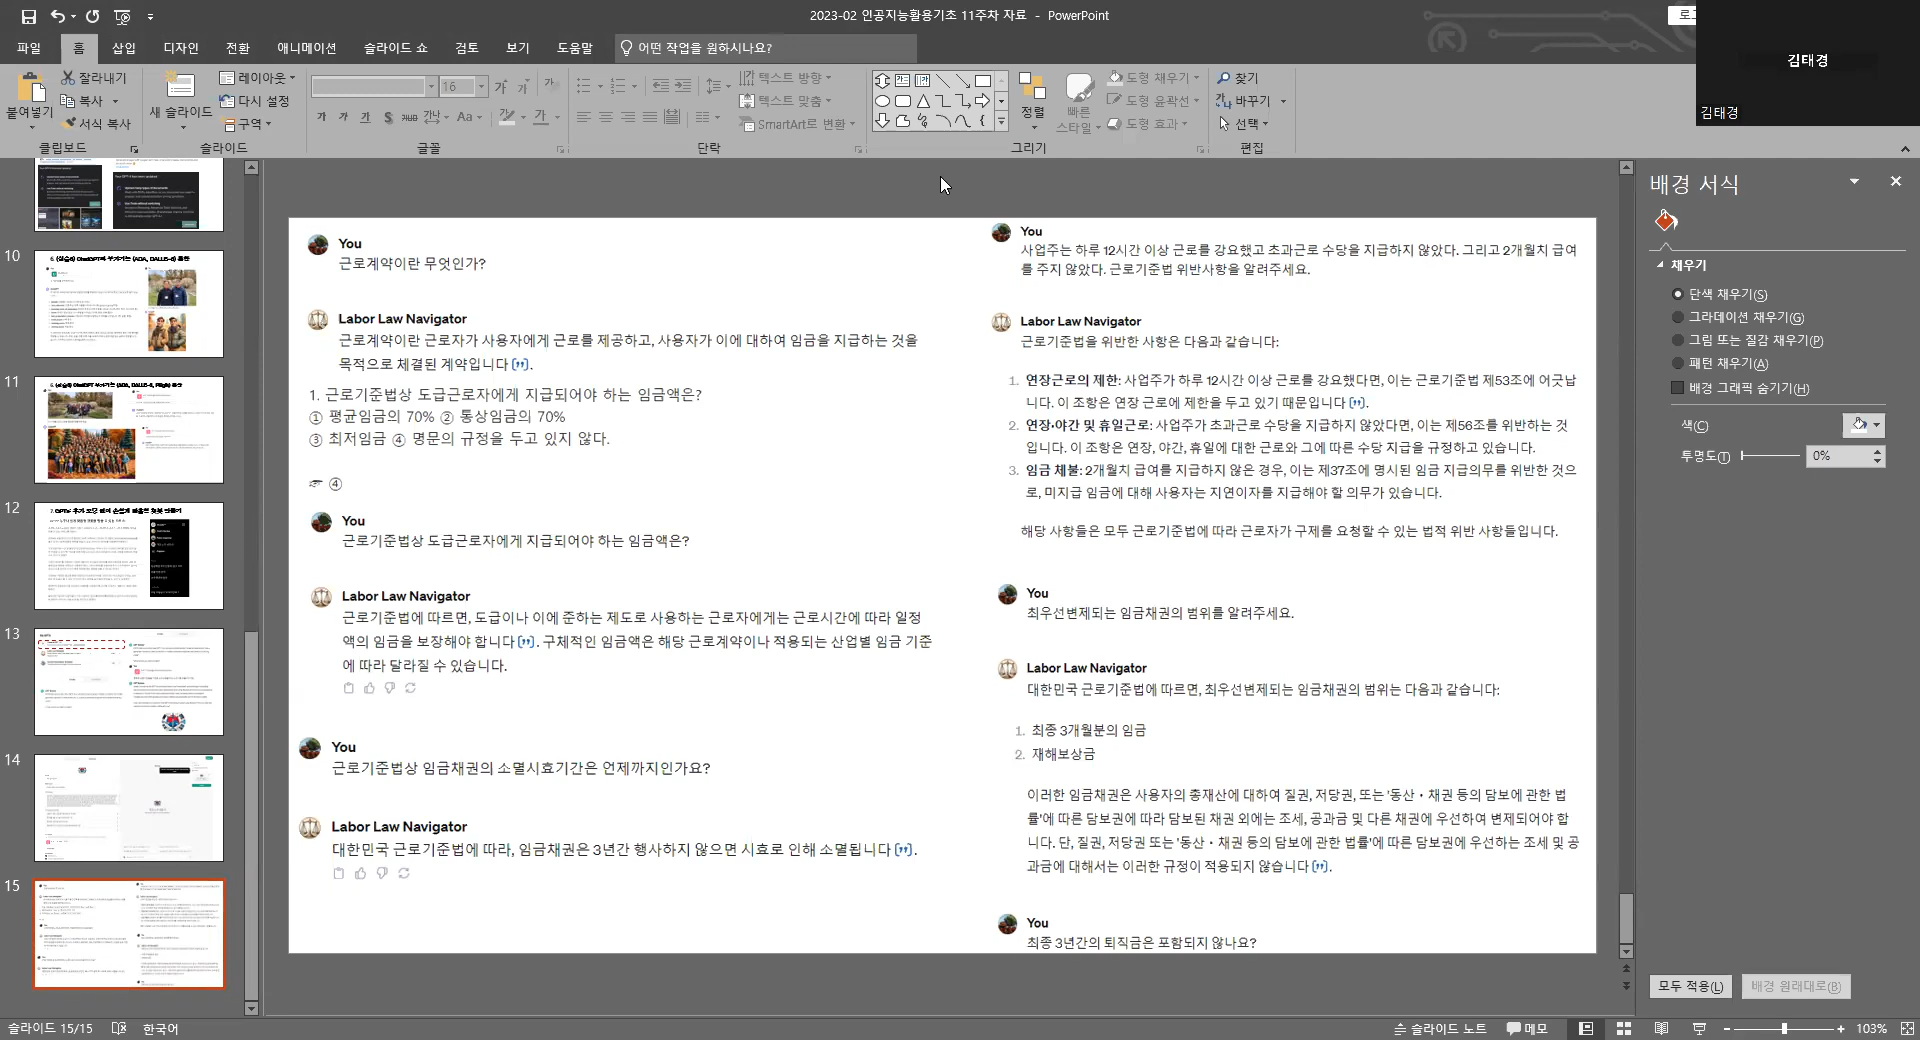 2023-02 인공지능활용기초 11주차 자료 - PowerPoint
김태경
김태경
파일 홈 삽입 디자인 전환 애니메이션 슬라이드 쇼 검토 보기 도움말 어떤 작업을 원하시나요?
붙여넣기
잘라내기
복사
서식 복사
클립보드
새 슬라이드
레이아웃
다시 설정
구역
슬라이드
16
글꼴
텍스트 방향
텍스트 맞춤
SmartArt로 변환
단락
정렬
빠른 스타일
도형 채우기
도형 윤곽선
도형 효과
그리기
찾기
바꾸기
선택
편집
10
11
12
13
14
15
You
근로계약이란 무엇인가?
Labor Law Navigator
근로계약이란 근로자가 사용자에게 근로를 제공하고, 사용자가 이에 대하여 임금을 지급하는 것을
목적으로 체결된 계약입니다 [❞].
1. 근로기준법상 도급근로자에게 지급되어야 하는 임금액은?
① 평균임금의 70% ② 통상임금의 70%
③ 최저임금 ④ 명문의 규정을 두고 있지 않다.
☞ ④
You
근로기준법상 도급근로자에게 지급되어야 하는 임금액은?
Labor Law Navigator
근로기준법에 따르면, 도급이나 이에 준하는 제도로 사용하는 근로자에게는 근로시간에 따라 일정
액의 임금을 보장해야 합니다 [❞]. 구체적인 임금액은 해당 근로계약이나 적용되는 산업별 임금 기준
에 따라 달라질 수 있습니다.
You
근로기준법상 임금채권의 소멸시효기간은 언제까지인가요?
Labor Law Navigator
대한민국 근로기준법에 따라, 임금채권은 3년간 행사하지 않으면 시효로 인해 소멸됩니다 [❞].
You
사업주는 하루 12시간 이상 근로를 강요했고 초과근로 수당을 지급하지 않았다. 그리고 2개월치 급여
를 주지 않았다. 근로기준법 위반사항을 알려주세요.
Labor Law Navigator
근로기준법을 위반한 사항은 다음과 같습니다:
1. 연장근로의 제한: 사업주가 하루 12시간 이상 근로를 강요했다면, 이는 근로기준법 제53조에 어긋납
니다. 이 조항은 연장 근로에 제한을 두고 있기 때문입니다 [❞].
2. 연장·야간 및 휴일근로: 사업주가 초과근로 수당을 지급하지 않았다면, 이는 제56조를 위반하는 것
입니다. 이 조항은 연장, 야간, 휴일에 대한 근로와 그에 따른 수당 지급을 규정하고 있습니다.
3. 임금 체불: 2개월치 급여를 지급하지 않은 경우, 이는 제37조에 명시된 임금 지급의무를 위반한 것으
로, 미지급 임금에 대해 사용자는 지연이자를 지급해야 할 의무가 있습니다.
해당 사항들은 모두 근로기준법에 따라 근로자가 구제를 요청할 수 있는 법적 위반 사항들입니다.
You
최우선변제되는 임금채권의 범위를 알려주세요.
Labor Law Navigator
대한민국 근로기준법에 따르면, 최우선변제되는 임금채권의 범위는 다음과 같습니다:
1. 최종 3개월분의 임금
2. 재해보상금
이러한 임금채권은 사용자의 총재산에 대하여 질권, 저당권, 또는 '동산・채권 등의 담보에 관한 법
률'에 따른 담보권에 따라 담보된 채권 외에는 조세, 공과금 및 다른 채권에 우선하여 변제되어야 합
니다. 단, 질권, 저당권 또는 '동산・채권 등의 담보에 관한 법률'에 따른 담보권에 우선하는 조세 및 공
과금에 대해서는 이러한 규정이 적용되지 않습니다 [❞].
You
최종 3년간의 퇴직금은 포함되지 않나요?
배경 서식
채우기
단색 채우기(S)
그라데이션 채우기(G)
그림 또는 질감 채우기(P)
패턴 채우기(A)
배경 그래픽 숨기기(H)
색(C)
투명도(T) 0%
모두 적용(L) 배경 원래대로(B)
슬라이드 15/15 한국어 슬라이드 노트 메모 103%